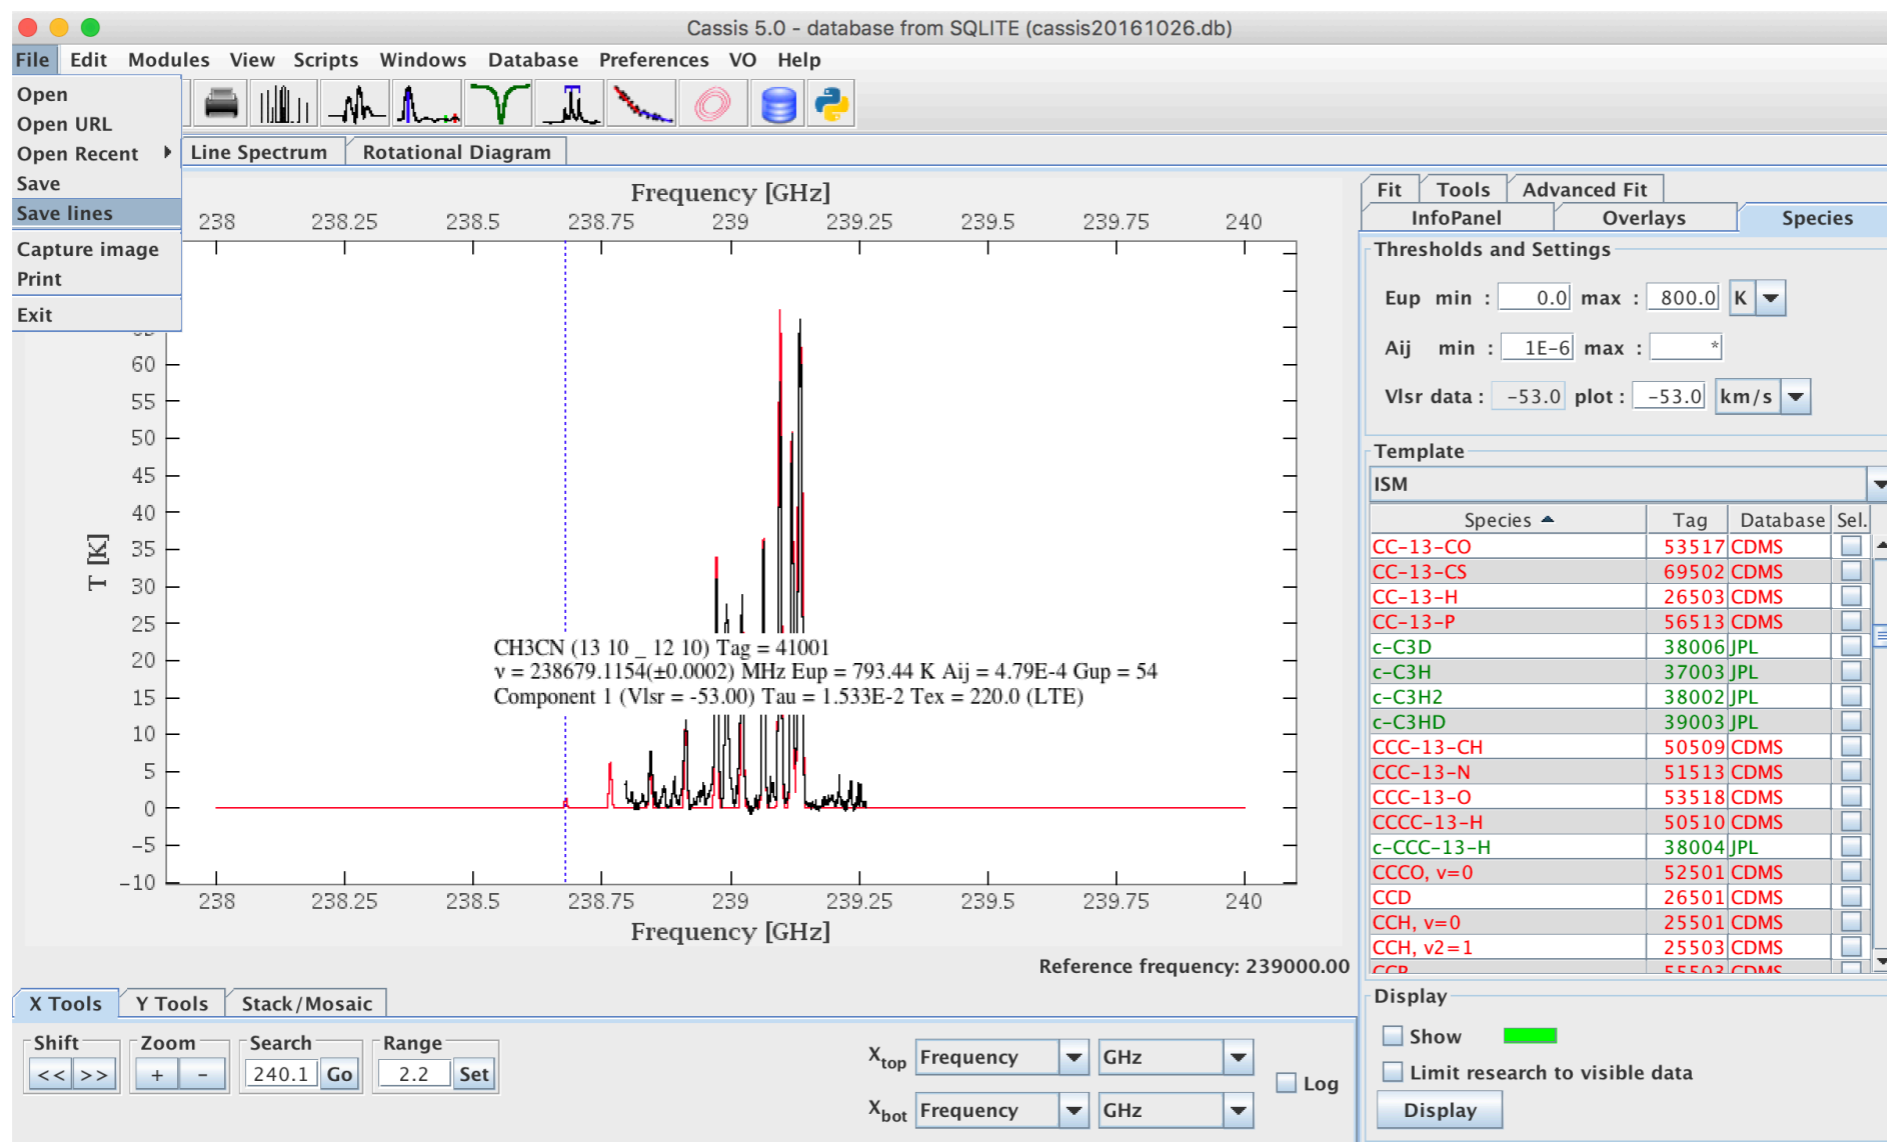 Cassis 5.0 - database from SQLITE (cassis20161026.db)
File Edit Modules View Scripts Windows Database Preferences VO Help
Open
Open URL
Open Recent
Save
Save lines
Capture image
Print
Exit
Line Spectrum Rotational Diagram
Frequency [GHz]
238 238.25 238.5 238.75 239 239.25 239.5 239.75 240
60
55
50
45
40
35
30
25
20
15
10
5
0
-5
-10
T [K]
CH3CN (13 10 _ 12 10) Tag = 41001
ν = 238679.1154(±0.0002) MHz Eup = 793.44 K Aij = 4.79E-4 Gup = 54
Component 1 (Vlsr = -53.00) Tau = 1.533E-2 Tex = 220.0 (LTE)
238 238.25 238.5 238.75 239 239.25 239.5 239.75 240
Frequency [GHz]
Reference frequency: 239000.00
Fit Tools Advanced Fit
InfoPanel Overlays Species
Thresholds and Settings
Eup min : 0.0 max : 800.0 K
Aij min : 1E-6 max : *
Vlsr data : -53.0 plot : -53.0 km/s
Template
ISM
Species Tag Database Sel.
CC-13-CO 53517 CDMS
CC-13-CS 69502 CDMS
CC-13-H 26503 CDMS
CC-13-P 56513 CDMS
c-C3D 38006 JPL
c-C3H 37003 JPL
c-C3H2 38002 JPL
c-C3HD 39003 JPL
CCC-13-CH 50509 CDMS
CCC-13-N 51513 CDMS
CCC-13-O 53518 CDMS
CCCC-13-H 50510 CDMS
c-CCC-13-H 38004 JPL
CCCO, v=0 52501 CDMS
CCD 26501 CDMS
CCH, v=0 25501 CDMS
CCH, v2=1 25503 CDMS
CCP 55503 CDMS
Display
Show
Limit research to visible data
Display
X Tools Y Tools Stack/Mosaic
Shift Zoom Search Range
<< >> + - 240.1 Go 2.2 Set
Xtop Frequency GHz
Log
Xbot Frequency GHz